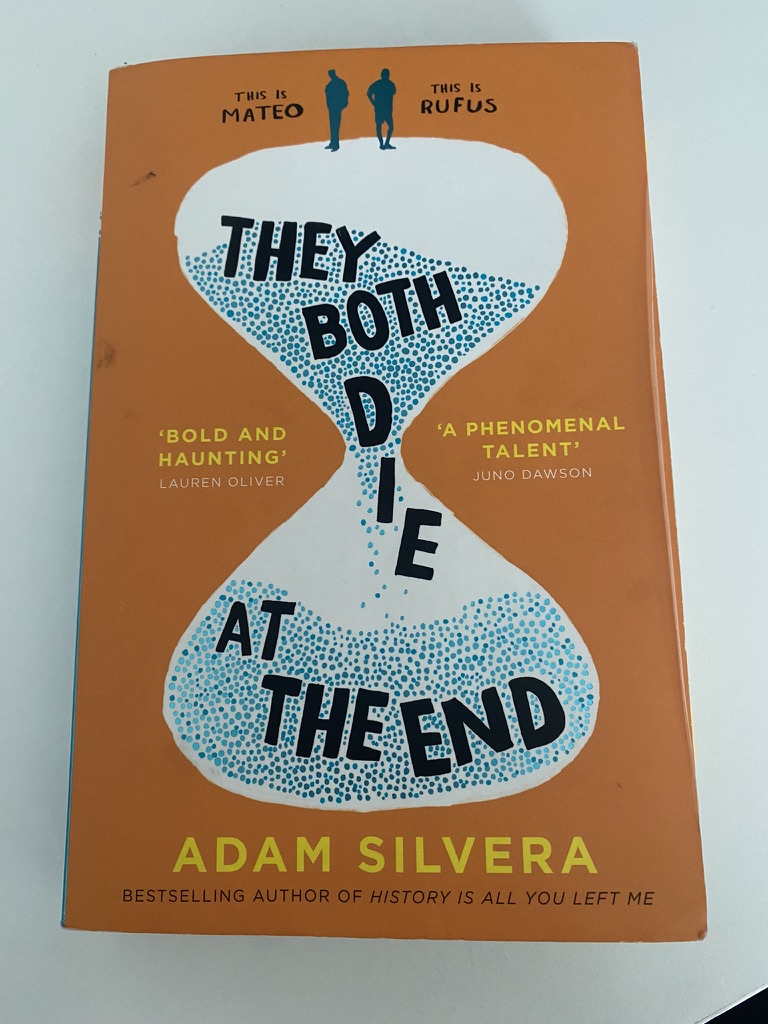 THIS IS
MATEO
THIS IS
RUFUS
THEY
BOTH
DIE
AT
THE END
‘BOLD AND
HAUNTING’
LAUREN OLIVER
‘A PHENOMENAL
TALENT’
JUNO DAWSON
ADAM SILVERA
BESTSELLING AUTHOR OF HISTORY IS ALL YOU LEFT ME